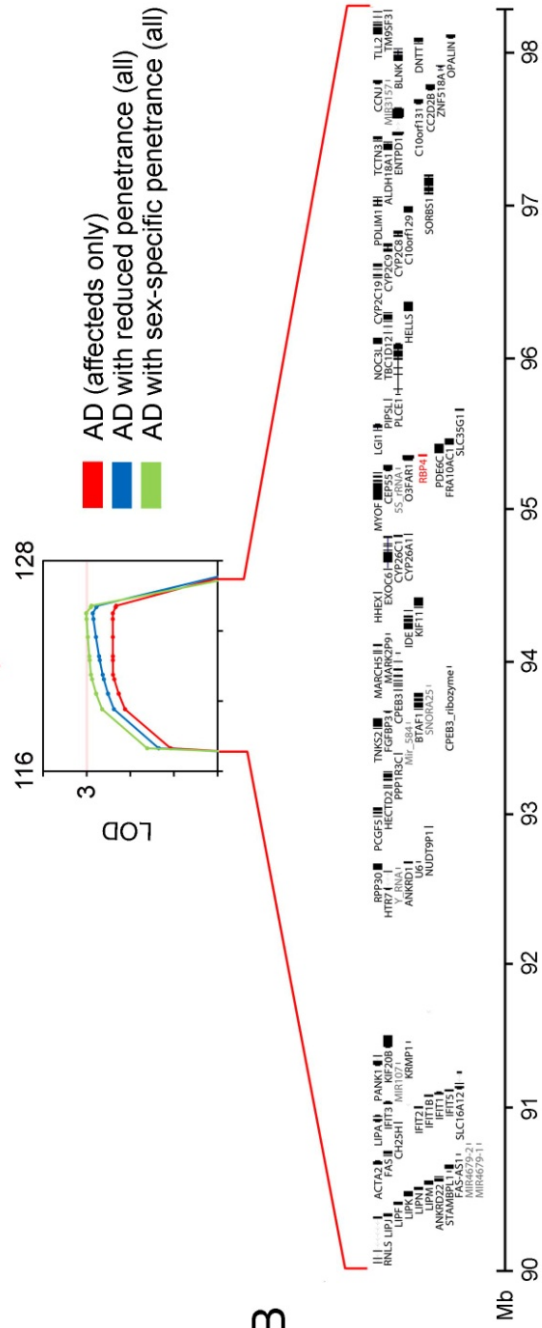 B
116 128
LOD
3
AD (affecteds only)
AD with reduced penetrance (all)
AD with sex-specific penetrance (all)
ACTA2 LIPA PANK1 RPP30 PCGF5 TNKS2 MARCH5 HHEX MYOF LGI1 NOC3L CYP2C19 PDLIM1 TCTN3 CCNJ TLL2
RNLS LIPJ FAS IFIT3 KIF20B HTR7 HECTD2 FGFBP3 MARK2P9 EXOC6 CEP55 PIPSL TBC1D12 CYP2C9 ALDH18A1 MIR3157 TM9SF3
LIPF CH25H MIR107 Y_RNA PPP1R3C CPEB3 CYP26C1 5S_rRNA PLCE1 CYP2C8 ENTPD1 BLNK
LIPK KRMP1 ANKRD1 Mir_584 IDE CYP26A1 O3FAR1 HELLS C10orf129
LIPN IFIT2 U6 BTAF1 KIF11 RBP4 C10orf131 DNTT
LIPM IFIT1B NUDT9P1 SNORA25 SORBS1 CC2D2B
ANKRD22 IFIT1 PDE6C ZNF518A
STAMBPL1 IFIT5 CPEB3_ribozyme FRA10AC1 OPALIN
FAS-AS1 SLC16A12 SLC35G1
MIR4679-2
MIR4679-1
Mb 90 91 92 93 94 95 96 97 98